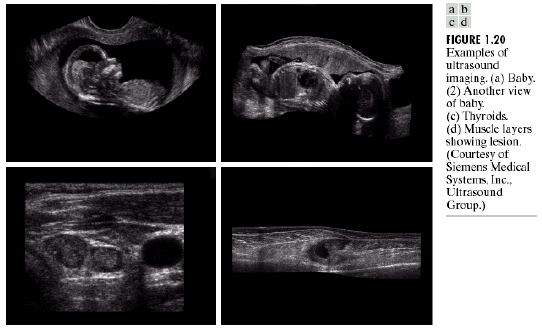 a b
c d
FIGURE 1.20
Examples of
ultrasound
imaging. (a) Baby.
(2) Another view
of baby.
(c) Thyroids.
(d) Muscle layers
showing lesion.
(Courtesy of
Siemens Medical
Systems, Inc.,
Ultrasound
Group.)